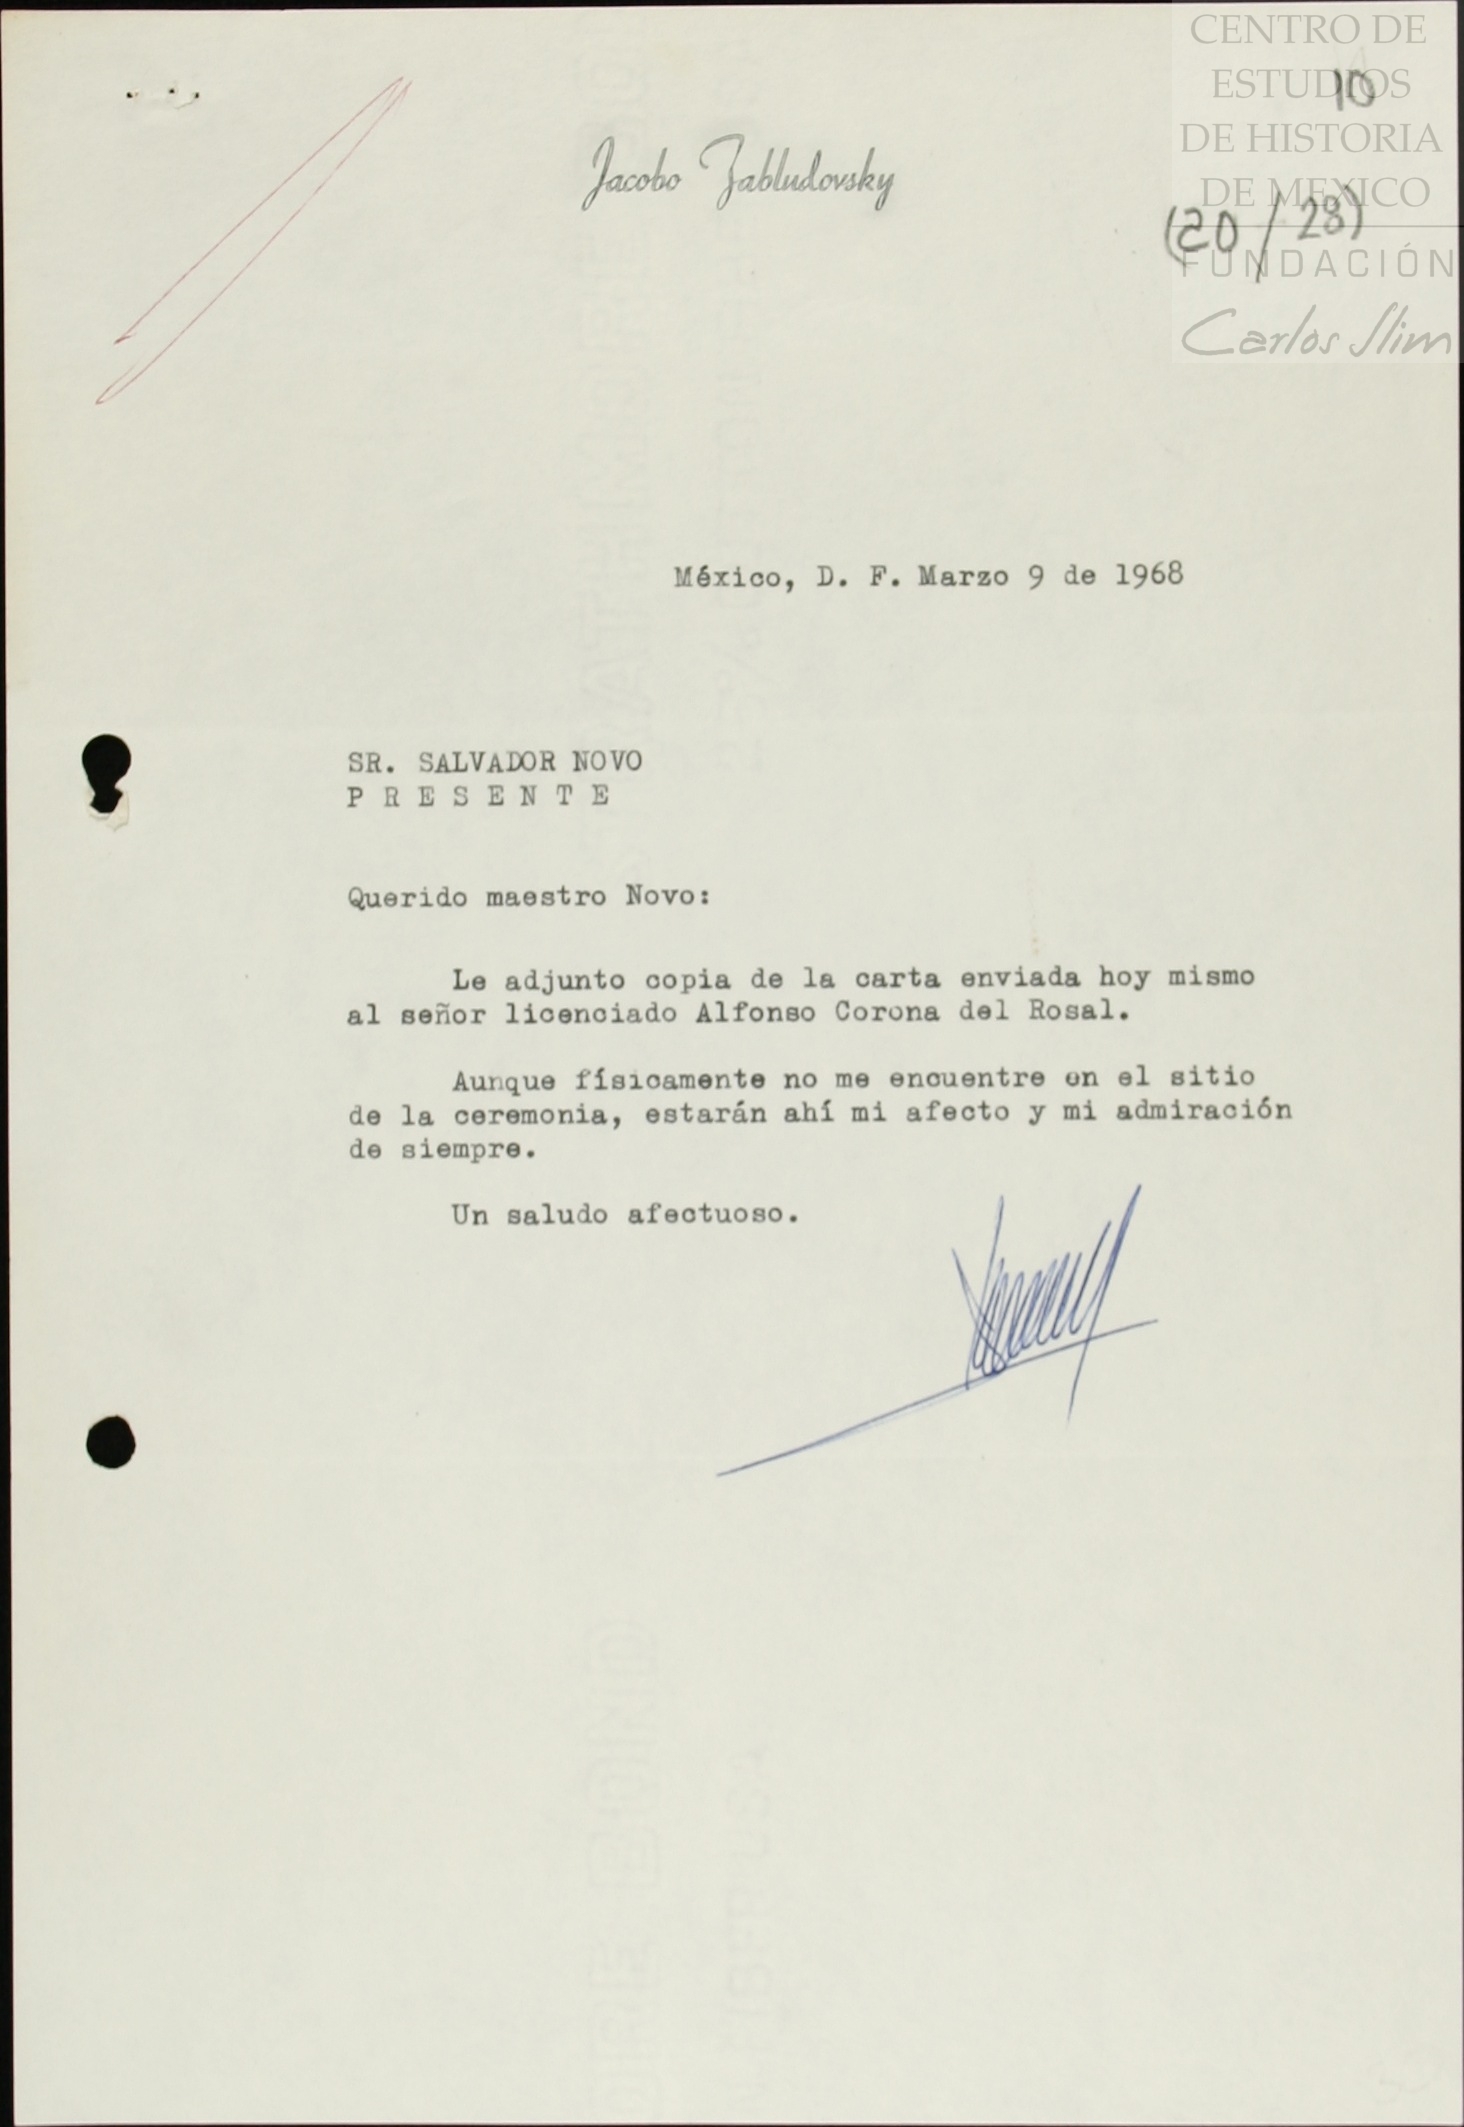 CENTRO DE
ESTUDIOS
10
DE HISTORIA
DE MEXICO
(20/28)
FUNDACIÓN
Carlos Slim
Jacobo Zabludovsky
México, D. F. Marzo 9 de 1968
SR. SALVADOR NOVO
P R E S E N T E
Querido maestro Novo:
Le adjunto copia de la carta enviada hoy mismo
al señor licenciado Alfonso Corona del Rosal.
Aunque físicamente no me encuentre en el sitio
de la ceremonia, estarán ahí mi afecto y mi admiración
de siempre.
Un saludo afectuoso.